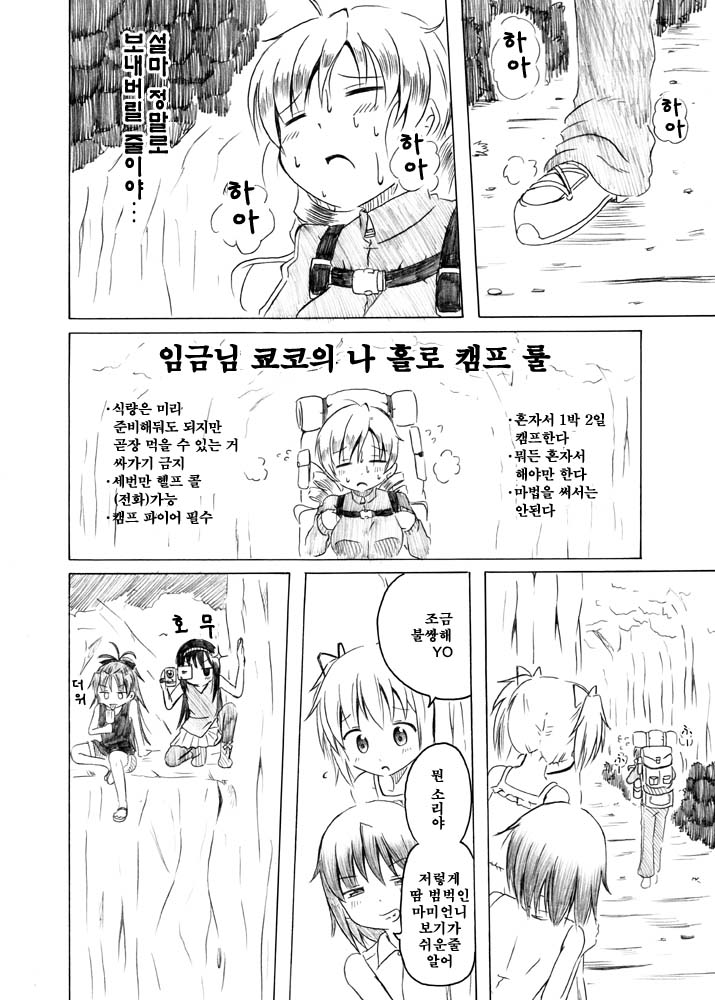 하아
하아
하아
하아
설마 정말로
보내버릴 줄이야…
임금님 쿄코의 나 홀로 캠프 룰
·혼자서 1박 2일
캠프한다
·뭐든 혼자서
해야만 한다
·마법을 써서는
안된다
·식량은 미라
준비해둬도 되지만
곧장 먹을 수 있는 거
싸가기 금지
·세번만 헬프 콜
(전화)가능
·캠프 파이어 필수
조금
불쌍해
YO
뭔
소리야
저렇게
땀 범벅인
마미언니
보기가
쉬운줄
알어
호무
더워